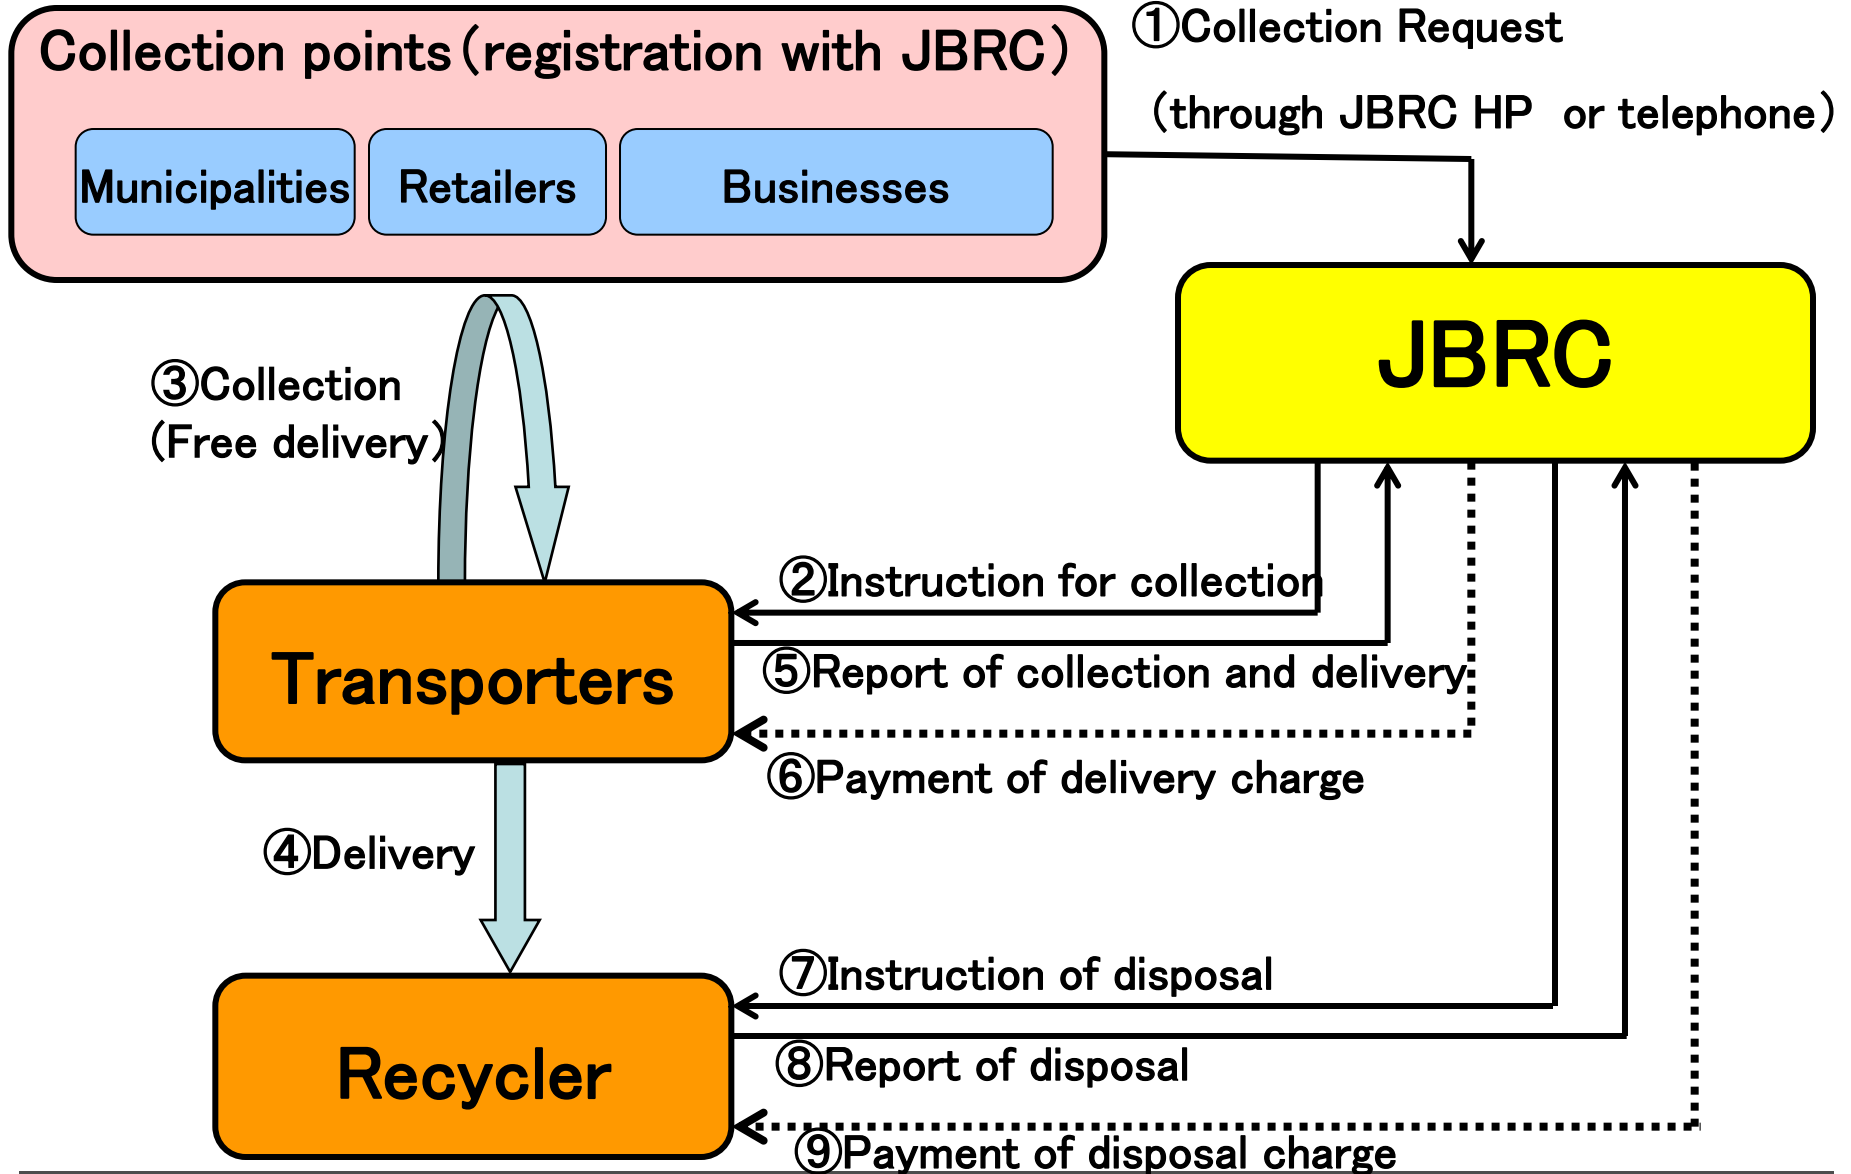 Collection points（registration with JBRC）
Municipalities
Retailers
Businesses
①Collection Request
（through JBRC HP or telephone）
JBRC
③Collection
（Free delivery）
②Instruction for collection
Transporters
⑤Report of collection and delivery
⑥Payment of delivery charge
④Delivery
⑦Instruction of disposal
Recycler
⑧Report of disposal
⑨Payment of disposal charge